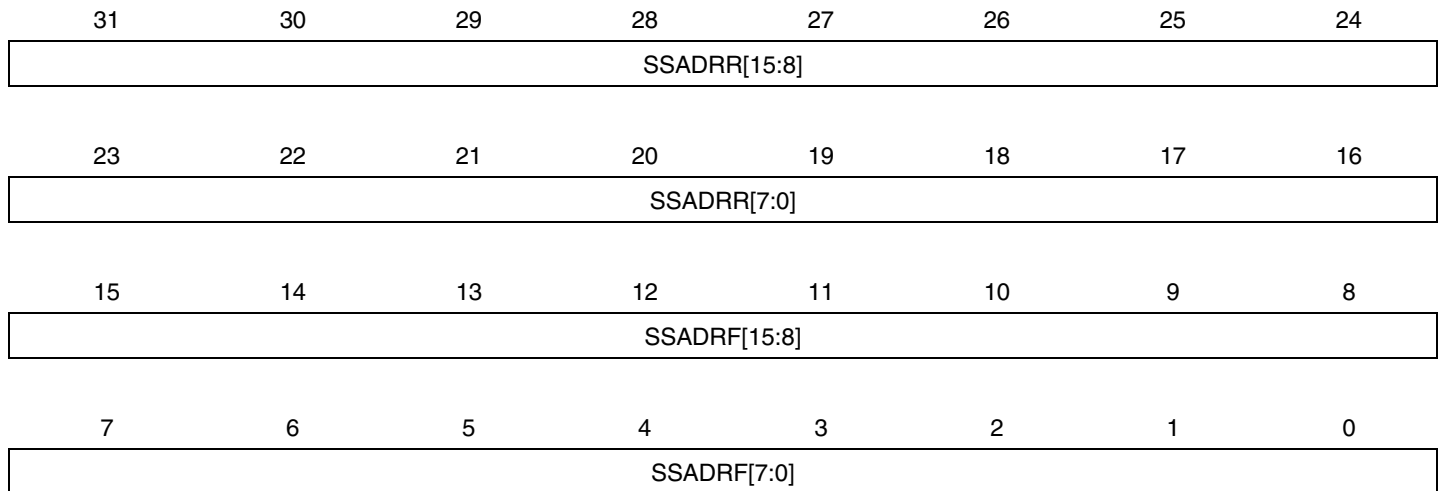 31 30 29 28 27 26 25 24
SSADRR[15:8]
23 22 21 20 19 18 17 16
SSADRR[7:0]
15 14 13 12 11 10 9 8
SSADRF[15:8]
7 6 5 4 3 2 1 0
SSADRF[7:0]